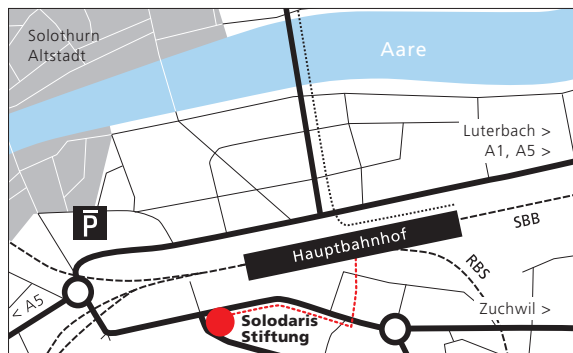 Solothurn
Altstadt
Aare
Luterbach >
A1, A5 >
P
Hauptbahnhof
SBB
RBS
< A5
Zuchwil >
Solodaris
Stiftung